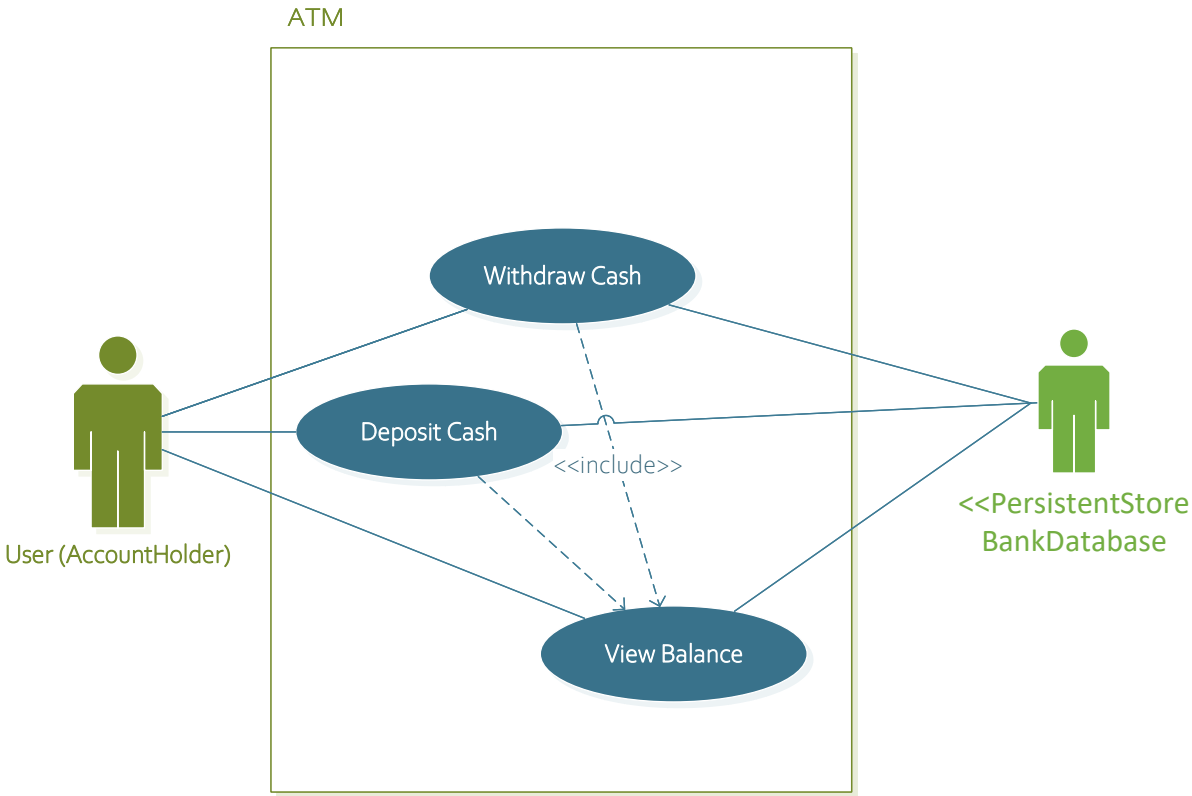 ATM
Withdraw Cash
Deposit Cash
<<include>>
<<PersistentStore
BankDatabase
User (AccountHolder)
View Balance